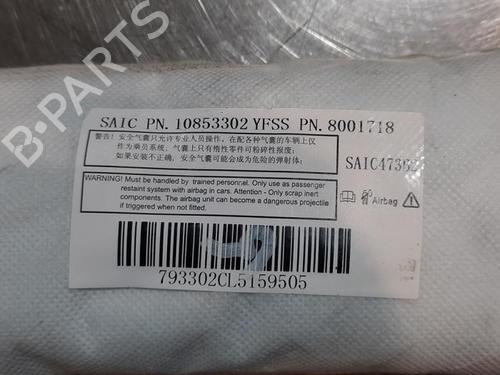 B-PARTS
SAIC PN. 10853302 YFSS PN. 8001718
警告! 安全气囊只允许专业人员操作, 在配各种气囊的车辆上仅
作为乘员系统; 气囊上只有惰性零件可粉碎性报废;
如果安装不正确, 安全气囊可能会成为危险的弹射体;
SAIC47362
WARNING! Must be handled by trained personnel. Only use as passenger
restraint system with airbag in cars. Attention - Only scrap inert
components. The airbag unit can become a dangerous projectile
if triggered when not fitted.
Airbag
793302CL5159505